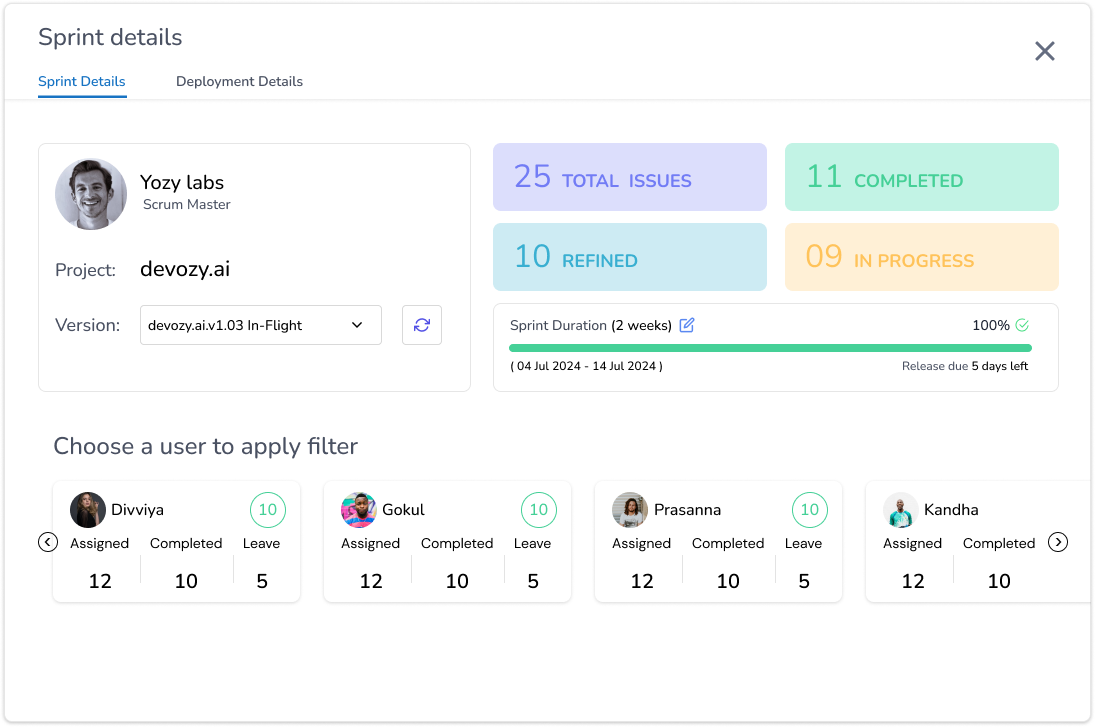 Sprint details
Sprint Details
Deployment Details
Yozy labs
Scrum Master
Project: devozy.ai
Version: devozy.ai.v1.03 In-Flight
25 TOTAL ISSUES
11 COMPLETED
10 REFINED
09 IN PROGRESS
Sprint Duration (2 weeks)
100%
( 04 Jul 2024 - 14 Jul 2024 )
Release due 5 days left
Choose a user to apply filter
Divviya 10
Assigned Completed Leave
12 10 5
Gokul 10
Assigned Completed Leave
12 10 5
Prasanna 10
Assigned Completed Leave
12 10 5
Kandha
Assigned Completed
12 10